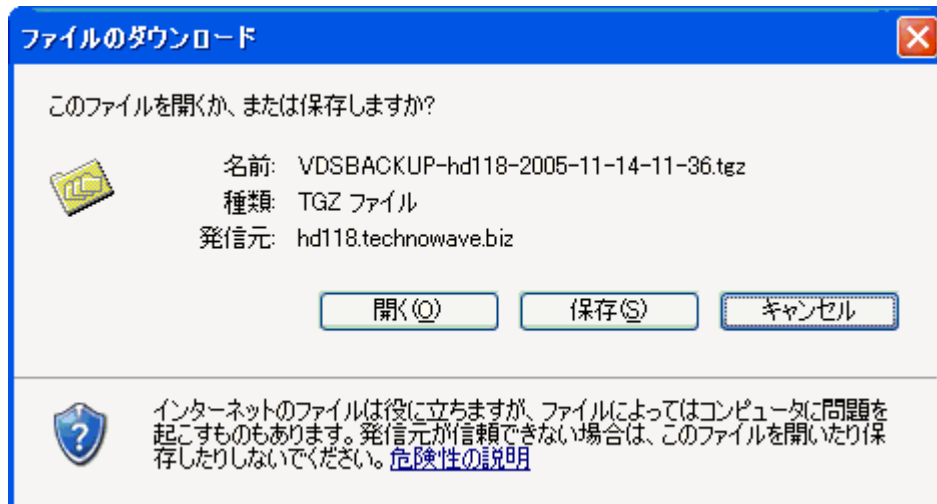 ファイルのダウンロード
このファイルを開くか、または保存しますか?
名前: VDSBACKUP-hd118-2005-11-14-11-36.tgz
種類: TGZ ファイル
発信元: hd118.technowave.biz
開く(O) 保存(S) キャンセル
インターネットのファイルは役に立ちますが、ファイルによってはコンピュータに問題を
起こすものもあります。発信元が信頼できない場合は、このファイルを開いたり保
存したりしないでください。危険性の説明